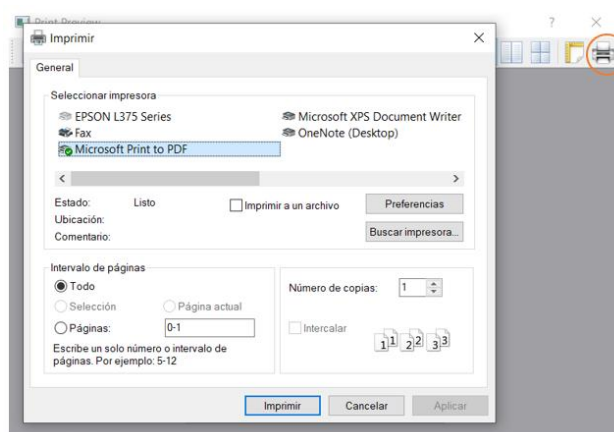 Print Preview
?
Imprimir
General
Seleccionar impresora
EPSON L375 Series
Microsoft XPS Document Writer
Fax
OneNote (Desktop)
Microsoft Print to PDF
Estado: Listo
Imprimir a un archivo
Preferencias
Ubicación:
Comentario:
Buscar impresora...
Intervalo de páginas
Todo
Número de copias: 1
Selección
Página actual
Páginas: 0-1
Intercalar
11 22 33
Escribe un solo número o intervalo de
páginas. Por ejemplo: 5-12
Imprimir
Cancelar
Aplicar